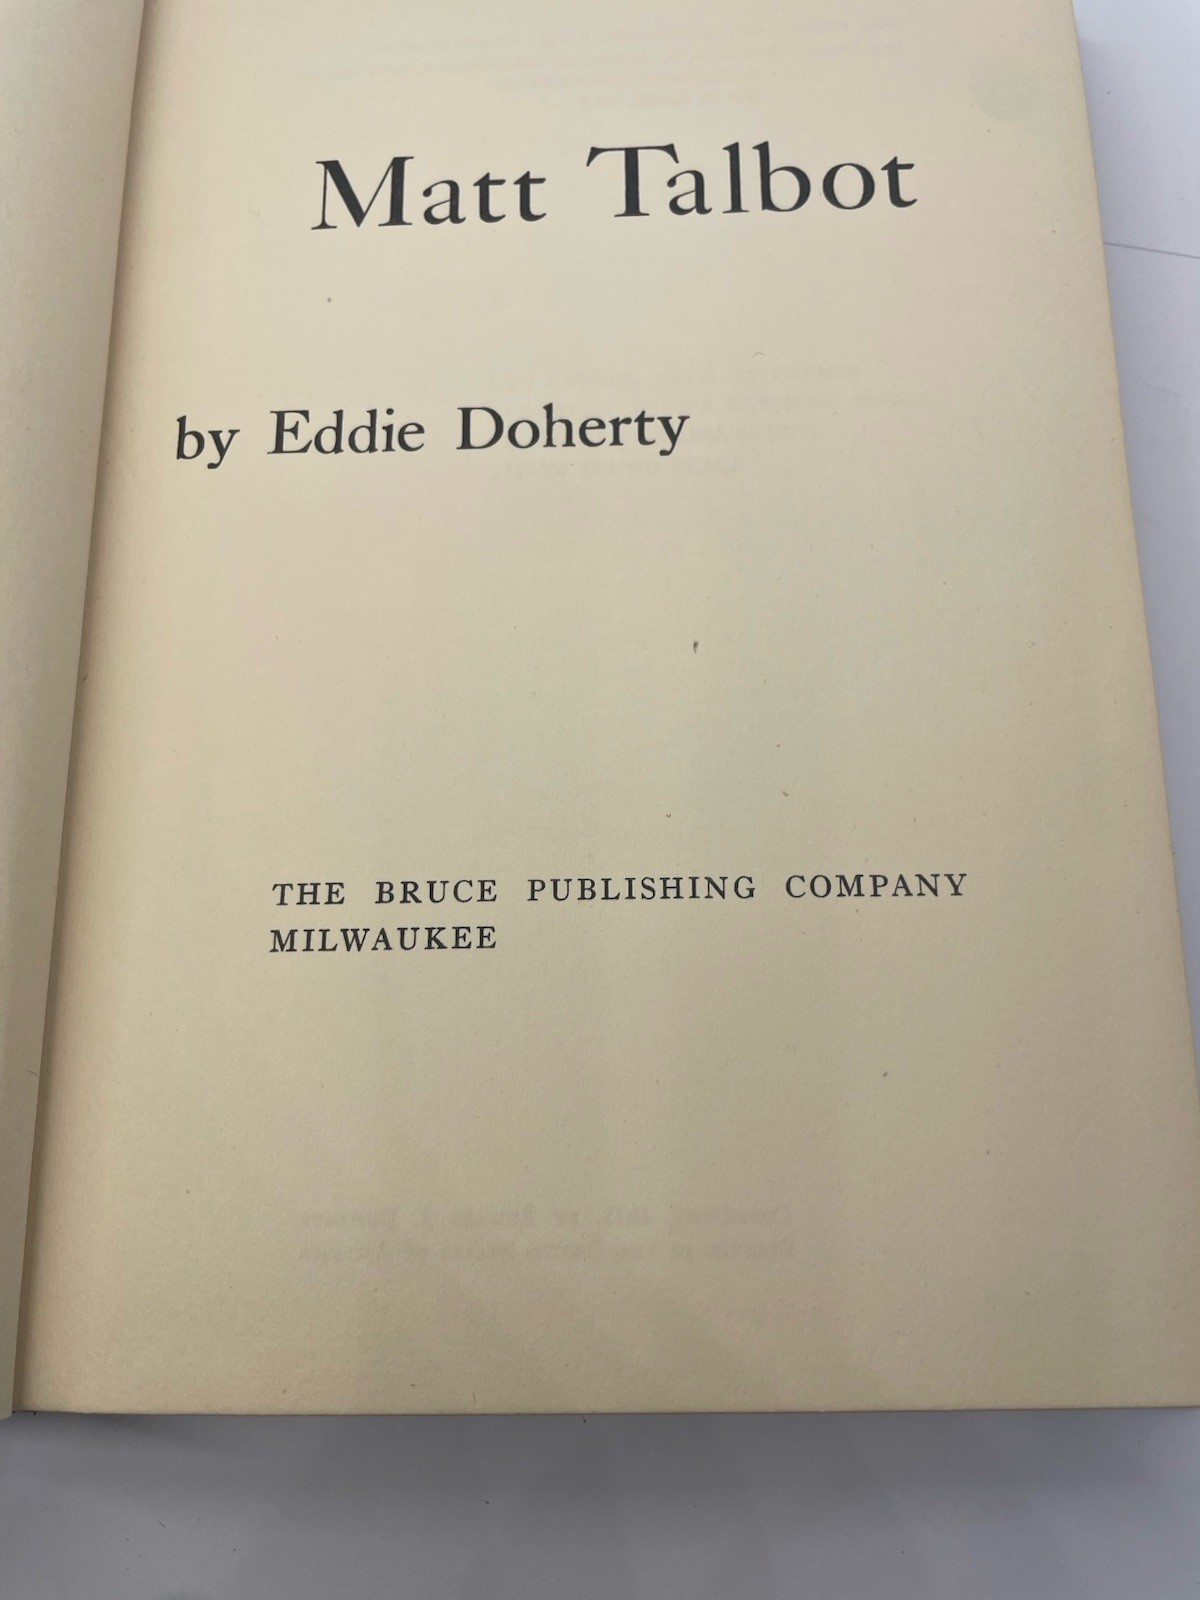 Matt Talbot
by Eddie Doherty
THE BRUCE PUBLISHING COMPANY
MILWAUKEE